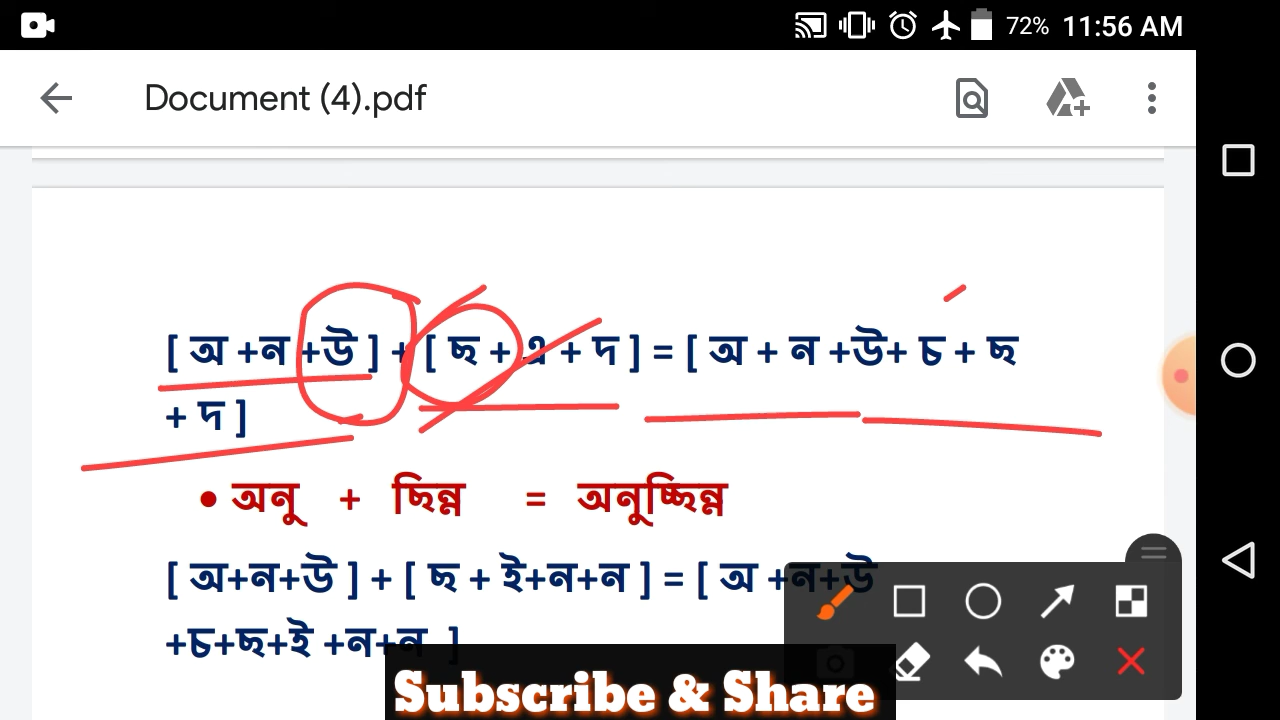 72% 11:56 AM
Document (4).pdf
[ অ +ন +উ ] + [ ছ + এ + দ ] = [ অ + ন +উ+ চ + ছ
+ দ ]
• অনু + ছিন্ন = অনুচ্ছিন্ন
[ অ+ন+উ ] + [ ছ + ই+ন+ন ] = [ অ +ন+উ
+চ+ছ+ই +ন+ন ]
Subscribe & Share